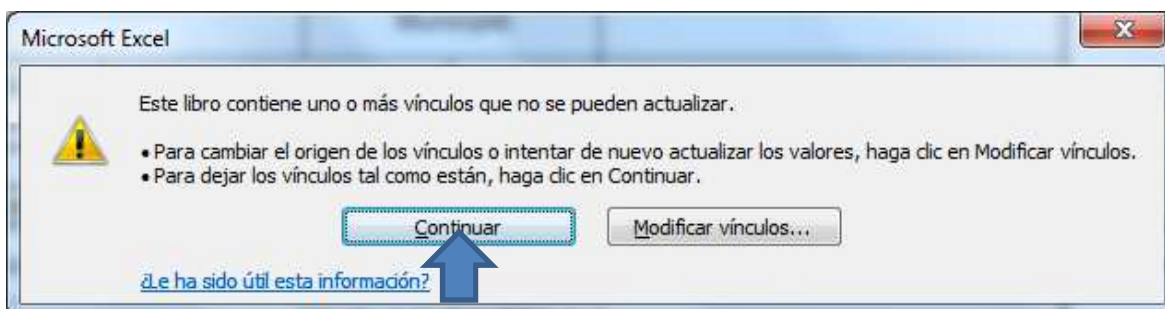 Microsoft Excel
Este libro contiene uno o más vínculos que no se pueden actualizar.
• Para cambiar el origen de los vínculos o intentar de nuevo actualizar los valores, haga clic en Modificar vínculos.
• Para dejar los vínculos tal como están, haga clic en Continuar.
Continuar
Modificar vínculos...
¿Le ha sido útil esta información?